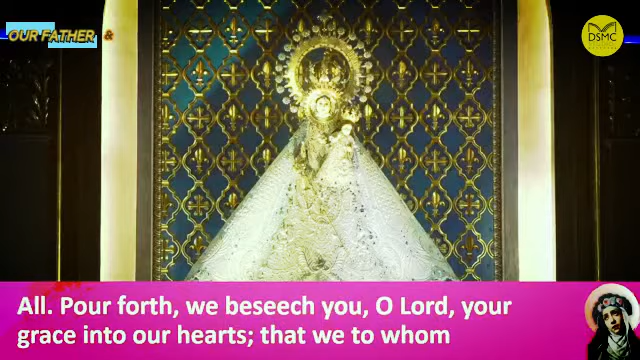 OUR FATHER &
DSMC
All. Pour forth, we beseech you, O Lord, your
grace into our hearts; that we to whom